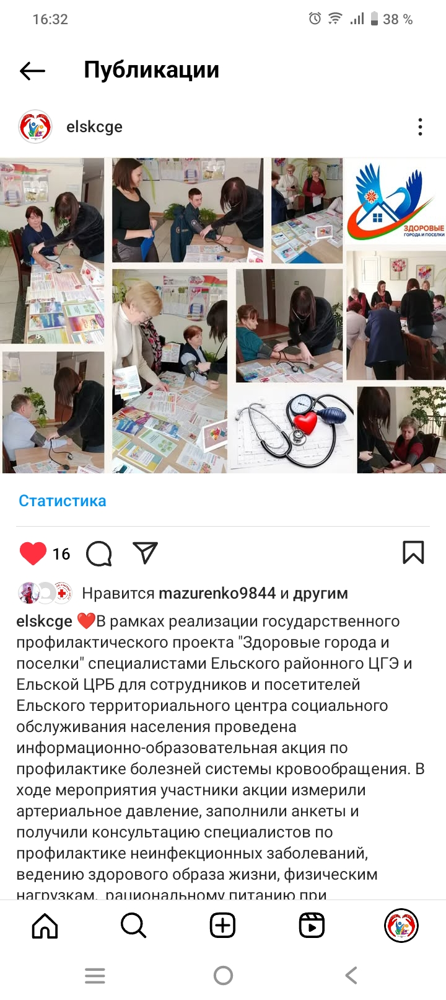 16:32
38 %
Публикации
elskcge
ЗДОРОВЫЕ
ГОРОДА И ПОСЕЛКИ
Статистика
16
Нравится mazurenko9844 и другим
elskcge ❤️В рамках реализации государственного
профилактического проекта "Здоровые города и
поселки" специалистами Ельского районного ЦГЭ и
Ельской ЦРБ для сотрудников и посетителей
Ельского территориального центра социального
обслуживания населения проведена
информационно-образовательная акция по
профилактике болезней системы кровообращения. В
ходе мероприятия участники акции измерили
артериальное давление, заполнили анкеты и
получили консультацию специалистов по
профилактике неинфекционных заболеваний,
ведению здорового образа жизни, физическим
нагрузкам, рациональному питанию при